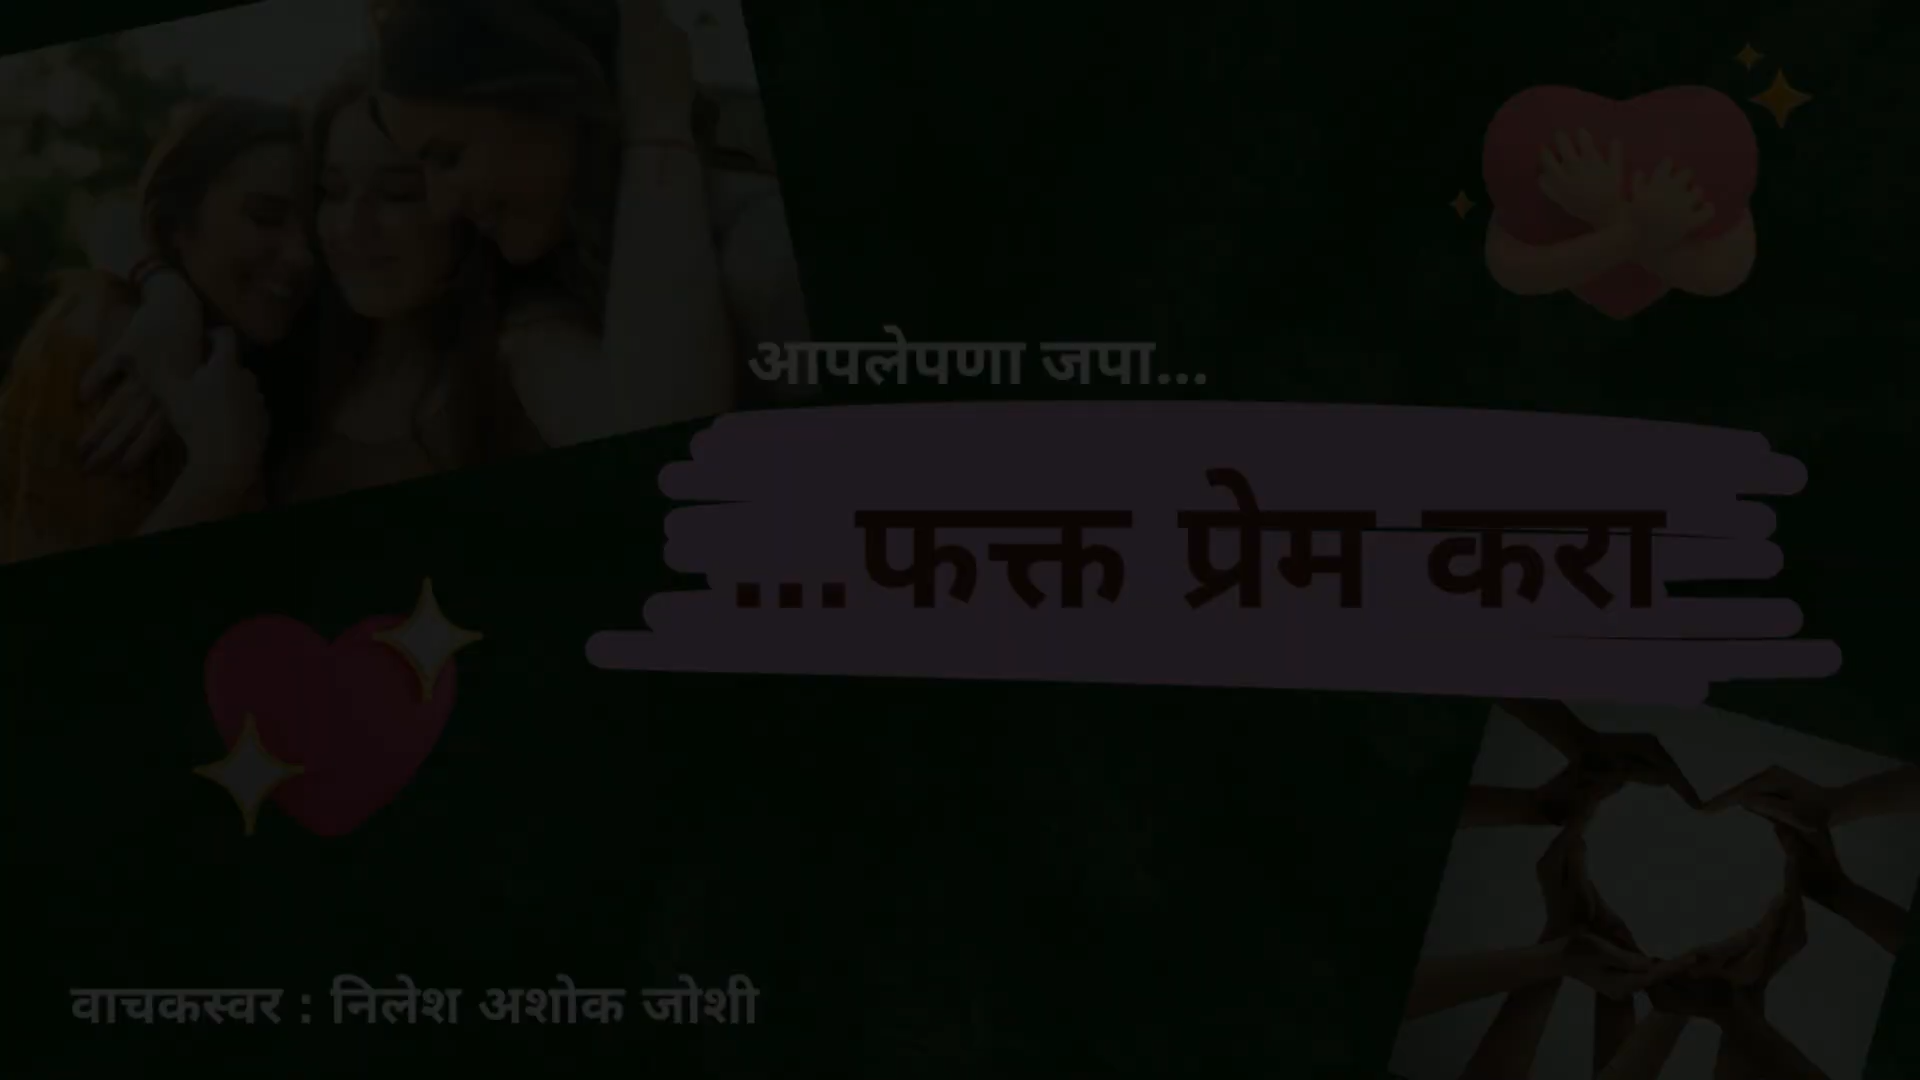 आपलेपणा जपा...
...फक्त प्रेम करा
वाचकस्वर : निलेश अशोक जोशी